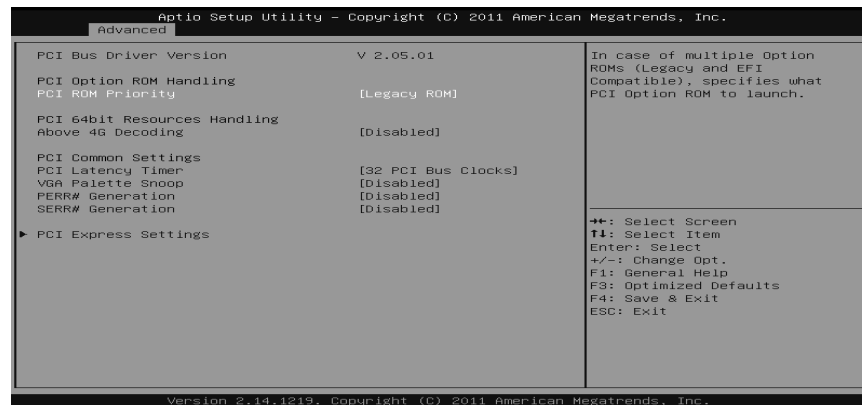 Aptio Setup Utility – Copyright (C) 2011 American Megatrends, Inc.
Advanced
PCI Bus Driver Version V 2.05.01
PCI Option ROM Handling
PCI ROM Priority [Legacy ROM]
PCI 64bit Resources Handling
Above 4G Decoding [Disabled]
PCI Common Settings
PCI Latency Timer [32 PCI Bus Clocks]
VGA Palette Snoop [Disabled]
PERR# Generation [Disabled]
SERR# Generation [Disabled]
▶ PCI Express Settings
In case of multiple Option
ROMs (Legacy and EFI
Compatible), specifies what
PCI Option ROM to launch.
→←: Select Screen
↑↓: Select Item
Enter: Select
+/-: Change Opt.
F1: General Help
F3: Optimized Defaults
F4: Save & Exit
ESC: Exit
Version 2.14.1219. Copyright (C) 2011 American Megatrends, Inc.